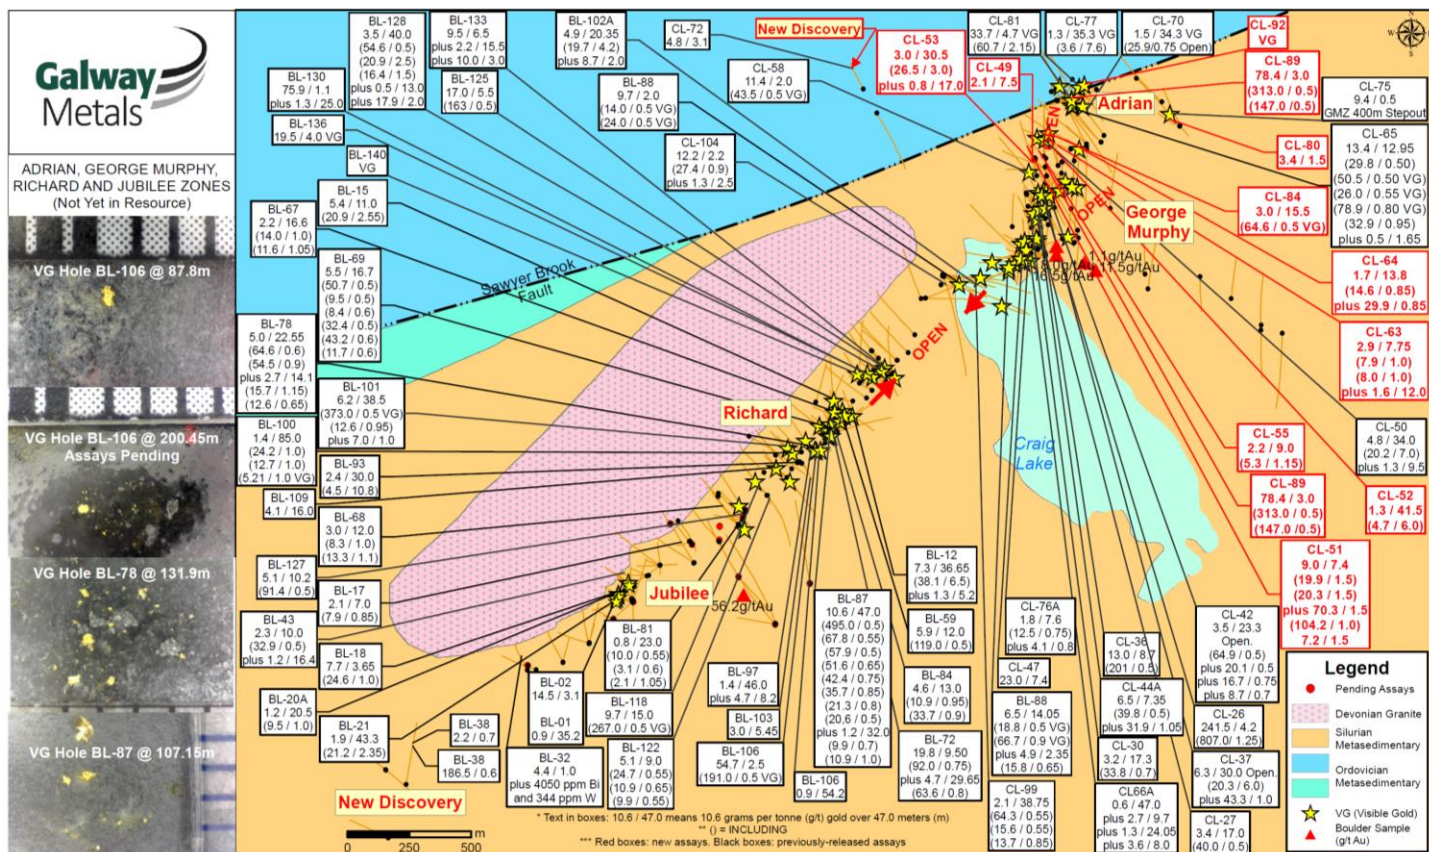 Galway
Metals
ADRIAN, GEORGE MURPHY,
RICHARD AND JUBILEE ZONES
(Not Yet in Resource)
VG Hole BL-106 @ 87.8m
VG Hole BL-106 @ 200.45m
Assays Pending
VG Hole BL-78 @ 131.9m
VG Hole BL-87 @ 107.15m
BL-128
3.5 / 40.0
(54.6 / 0.5)
(20.9 / 2.5)
(16.4 / 1.5)
plus 0.5 / 13.0
plus 17.9 / 2.0
BL-133
9.5 / 6.5
plus 2.2 / 15.5
plus 10.0 / 3.0
BL-102A
4.9 / 20.35
(19.7 / 4.2)
plus 8.7 / 2.0
CL-72
4.8 / 3.1
New Discovery
CL-53
3.0 / 30.5
(26.5 / 3.0)
plus 0.8 / 17.0
CL-81
33.7 / 4.7 VG
(60.7 / 2.15)
CL-77
1.3 / 35.3 VG
(3.6 / 7.6)
CL-70
1.5 / 34.3 VG
(25.9/0.75 Open)
CL-92
VG
CL-89
78.4 / 3.0
(313.0 / 0.5)
(147.0 / 0.5)
BL-130
75.9 / 1.1
plus 1.3 / 25.0
BL-125
17.0 / 5.5
(163 / 0.5)
BL-88
9.7 / 2.0
(14.0 / 0.5 VG)
(24.0 / 0.5 VG)
CL-58
11.4 / 2.0
(43.5 / 0.5 VG)
CL-49
2.1 / 7.5
Adrian
CL-75
9.4 / 0.5
GMZ 400m Stepout
BL-136
19.5 / 4.0 VG
BL-140
VG
CL-104
12.2 / 2.2
(27.4 / 0.9)
plus 1.3 / 2.5
OPEN
CL-80
3.4 / 1.5
CL-65
13.4 / 12.95
(29.8 / 0.50)
(50.5 / 0.50 VG)
(26.0 / 0.55 VG)
(78.9 / 0.80 VG)
(32.9 / 0.95)
plus 0.5 / 1.65
BL-15
5.4 / 11.0
(20.9 / 2.55)
BL-67
2.2 / 16.6
(14.0 / 1.0)
(11.6 / 1.05)
OPEN
George
Murphy
CL-84
3.0 / 15.5
(64.6 / 0.5 VG)
BL-69
5.5 / 16.7
(50.7 / 0.5)
(9.5 / 0.5)
(8.4 / 0.6)
(32.4 / 0.5)
(43.2 / 0.6)
(11.7 / 0.6)
Sawyer Brook
Fault
1.1g/tAu
11.5g/tAu
CL-64
1.7 / 13.8
(14.6 / 0.85)
plus 29.9 / 0.85
BL-78
5.0 / 22.55
(64.6 / 0.6)
(54.5 / 0.9)
plus 2.7 / 14.1
(15.7 / 1.15)
(12.6 / 0.65)
OPEN
CL-63
2.9 / 7.75
(7.9 / 1.0)
(8.0 / 1.0)
plus 1.6 / 12.0
BL-101
6.2 / 38.5
(373.0 / 0.5 VG)
(12.6 / 0.95)
plus 7.0 / 1.0
Richard
Craig
Lake
CL-50
4.8 / 34.0
(20.2 / 7.0)
plus 1.3 / 9.5
BL-100
1.4 / 85.0
(24.2 / 1.0)
(12.7 / 1.0)
(5.21 / 1.0 VG)
BL-93
2.4 / 30.0
(4.5 / 10.8)
CL-55
2.2 / 9.0
(5.3 / 1.15)
BL-109
4.1 / 16.0
CL-89
78.4 / 3.0
(313.0 / 0.5)
(147.0 / 0.5)
CL-52
1.3 / 41.5
(4.7 / 6.0)
BL-68
3.0 / 12.0
(8.3 / 1.0)
(13.3 / 1.1)
CL-51
9.0 / 7.4
(19.9 / 1.5)
(20.3 / 1.5)
plus 70.3 / 1.5
(104.2 / 1.0)
7.2 / 1.5
BL-127
5.1 / 10.2
(91.4 / 0.5)
BL-17
2.1 / 7.0
(7.9 / 0.85)
Jubilee
56.2g/tAu
BL-12
7.3 / 36.65
(38.1 / 6.5)
plus 1.3 / 5.2
BL-87
10.6 / 47.0
(495.0 / 0.5)
(67.8 / 0.55)
(57.9 / 0.5)
(51.6 / 0.65)
(42.4 / 0.75)
(35.7 / 0.85)
(21.3 / 0.8)
(20.6 / 0.5)
plus 1.2 / 32.0
(9.9 / 0.7)
(10.9 / 1.0)
BL-59
5.9 / 12.0
(119.0 / 0.5)
CL-76A
1.8 / 7.6
(12.5 / 0.75)
plus 4.1 / 0.8
CL-36
13.0 / 8.7
(201 / 0.5)
CL-42
3.5 / 23.3
Open.
(64.9 / 0.5)
plus 20.1 / 0.5
plus 16.7 / 0.75
plus 8.7 / 0.7
BL-43
2.3 / 10.0
(32.9 / 0.5)
plus 1.2 / 16.4
BL-18
7.7 / 3.65
(24.6 / 1.0)
BL-81
0.8 / 23.0
(10.0 / 0.55)
(3.1 / 0.6)
(2.1 / 1.05)
BL-97
1.4 / 46.0
plus 4.7 / 8.2
BL-84
4.6 / 13.0
(10.9 / 0.95)
(33.7 / 0.9)
CL-47
23.0 / 7.4
BL-20A
1.2 / 20.5
(9.5 / 1.0)
BL-02
14.5 / 3.1
BL-01
0.9 / 35.2
BL-118
9.7 / 15.0
(267.0 / 0.5 VG)
BL-103
3.0 / 5.45
BL-88
6.5 / 14.05
(18.8 / 0.5 VG)
(66.7 / 0.9 VG)
plus 4.9 / 2.35
(15.8 / 0.65)
CL-44A
6.5 / 7.35
(39.8 / 0.5)
plus 31.9 / 1.05
CL-26
241.5 / 4.2
(807.0 / 1.25)
BL-21
1.9 / 43.3
(21.2 / 2.35)
BL-38
2.2 / 0.7
BL-38
186.5 / 0.6
BL-32
4.4 / 1.0
plus 4050 ppm Bi
and 344 ppm W
BL-122
5.1 / 9.0
(24.7 / 0.55)
(10.9 / 0.65)
(9.9 / 0.55)
BL-106
54.7 / 2.5
(191.0 / 0.5 VG)
BL-106
0.9 / 54.2
BL-72
19.8 / 9.50
(92.0 / 0.75)
plus 4.7 / 29.65
(63.6 / 0.8)
CL-30
3.2 / 17.3
(33.8 / 0.7)
CL-37
6.3 / 30.0 Open.
(20.3 / 6.0)
plus 43.3 / 1.0
CL-99
2.1 / 38.75
(64.3 / 0.55)
(15.6 / 0.55)
(13.7 / 0.85)
CL66A
0.6 / 47.0
plus 2.7 / 9.7
plus 1.3 / 24.05
plus 3.6 / 8.0
CL-27
3.4 / 17.0
(40.0 / 0.5)
New Discovery
0 250 500
m
* Text in boxes: 10.6 / 47.0 means 10.6 grams per tonne (g/t) gold over 47.0 meters (m)
** () = INCLUDING
*** Red boxes: new assays. Black boxes: previously-released assays
Legend
Pending Assays
Devonian Granite
Silurian
Metasedimentary
Ordovician
Metasedimentary
VG (Visible Gold)
Boulder Sample
(g/t Au)